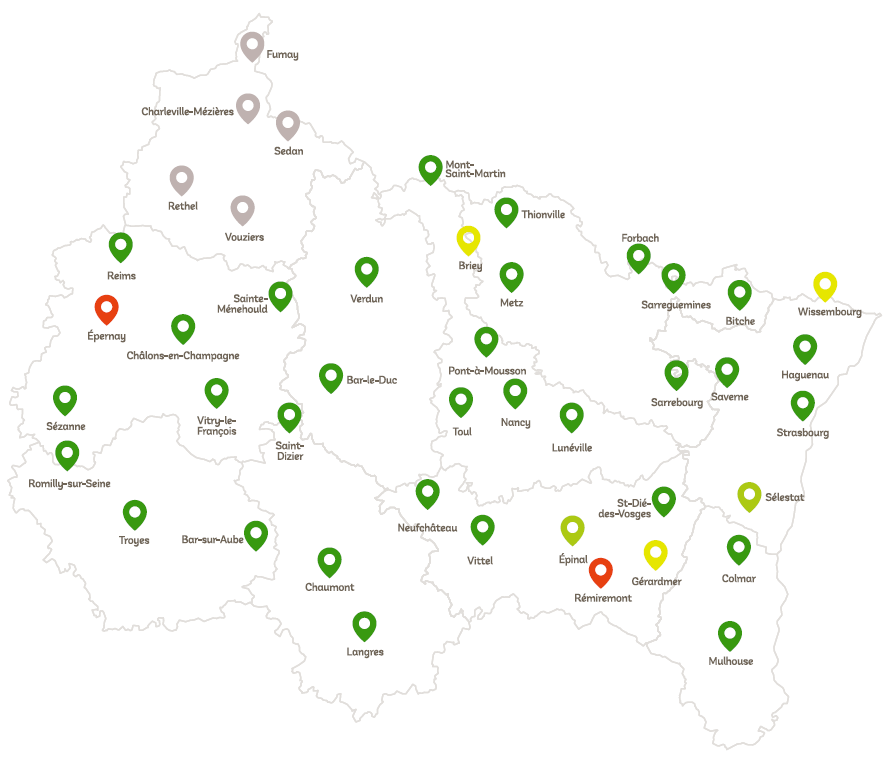 Fumay
Charleville-Mézières
Sedan
Mont-
Saint-Martin
Rethel
Thionville
Vouziers
Forbach
Briey
Reims
Verdun
Metz
Sainte-
Ménehould
Sarreguemines
Wissembourg
Bitche
Épernay
Châlons-en-Champagne
Pont-à-Mousson
Haguenau
Bar-le-Duc
Saverne
Sarrebourg
Sézanne
Vitry-le-
François
Toul
Nancy
Strasbourg
Saint-
Dizier
Lunéville
Romilly-sur-Seine
Sélestat
St-Dié-
des-Vosges
Neufchâteau
Troyes
Bar-sur-Aube
Vittel
Épinal
Gérardmer
Colmar
Chaumont
Rémiremont
Langres
Mulhouse